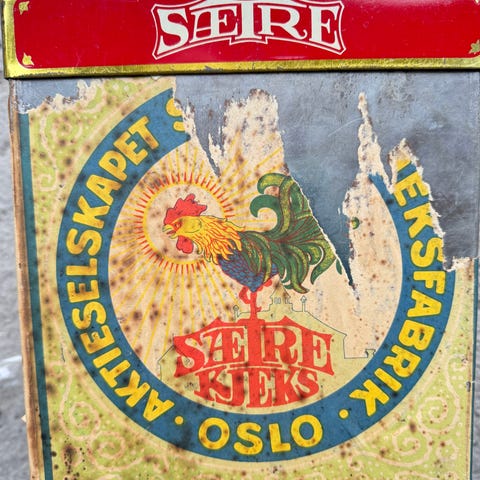 SÆTRE
AKTIESELSKAPET S
EKSFABRIK · OSLO ·
SÆTRE
KJEKS